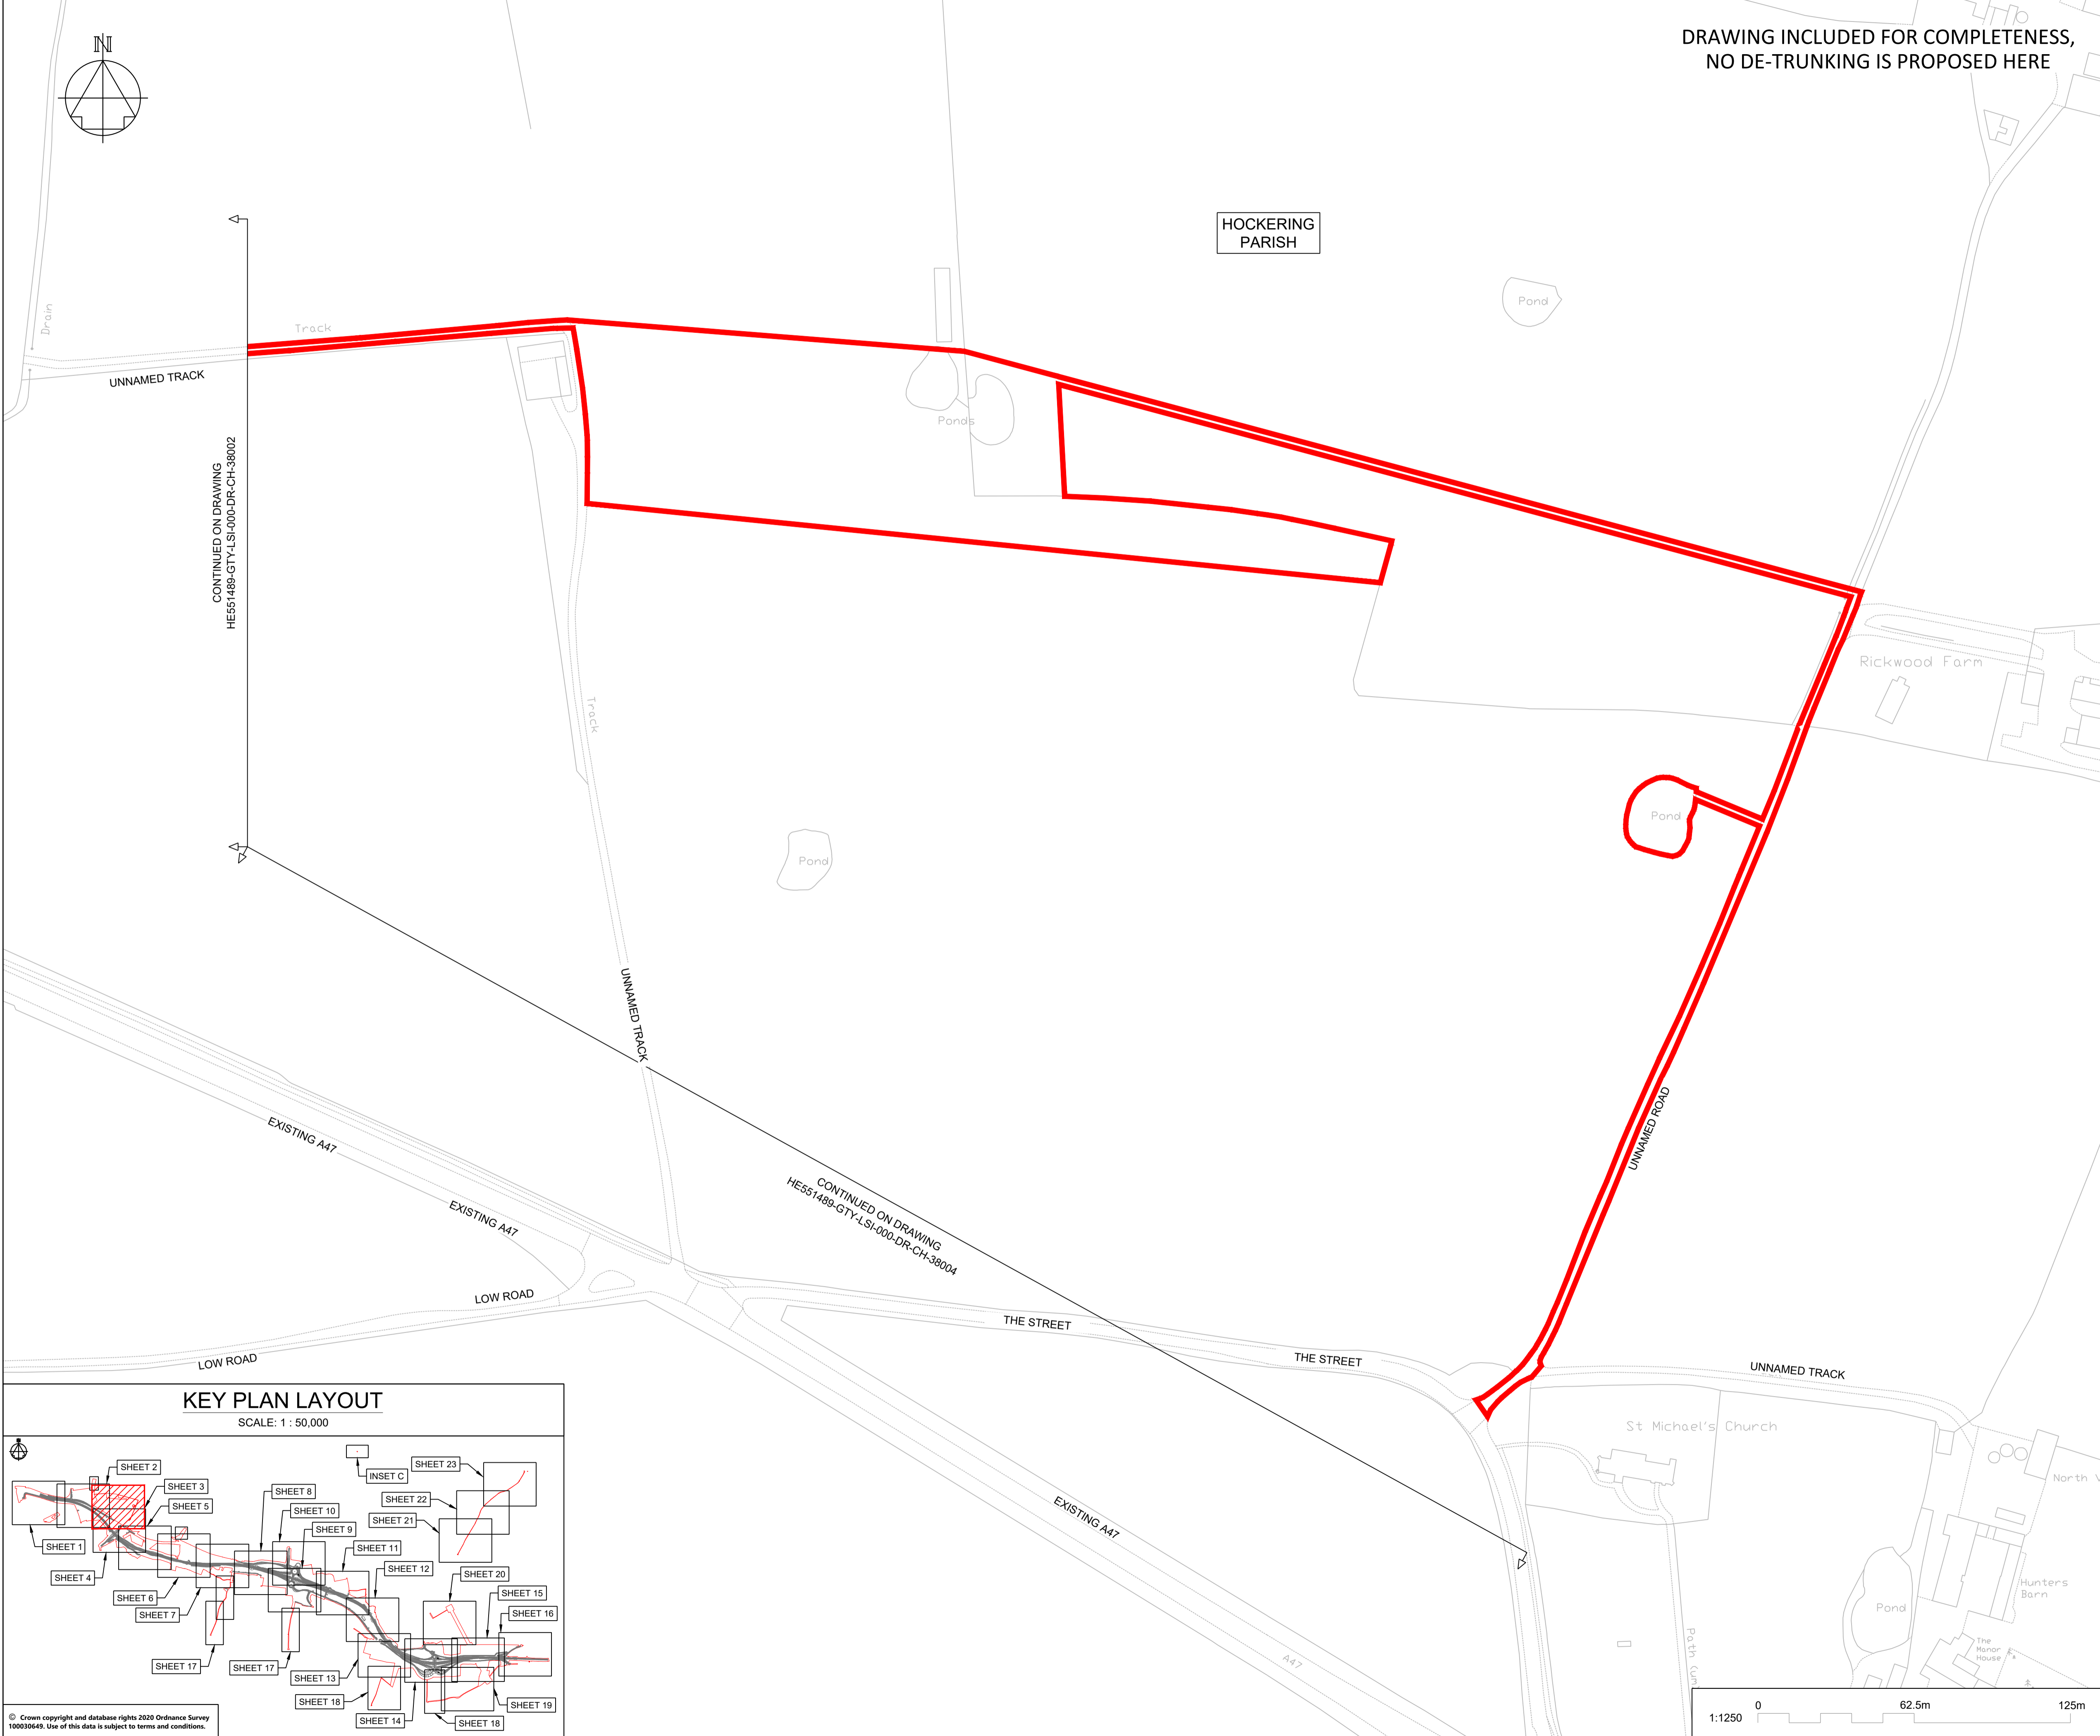 DRAWING INCLUDED FOR COMPLETENESS,
NO DE-TRUNKING IS PROPOSED HERE
N
HOCKERING
PARISH
Pond
Drain
Track
UNNAMED TRACK
Ponds
CONTINUED ON DRAWING
HE551489-GTY-LSI-000-DR-CH-38002
Rickwood Farm
Track
Pond
Pond
UNNAMED TRACK
UNNAMED ROAD
EXISTING A47
EXISTING A47
CONTINUED ON DRAWING
HE551489-GTY-LSI-000-DR-CH-38004
LOW ROAD
LOW ROAD
THE STREET
THE STREET
UNNAMED TRACK
St Michael's Church
North
EXISTING A47
A47
Hunters
Barn
Pond
The
Manor
House
Path
KEY PLAN LAYOUT
SCALE: 1 : 50,000
SHEET 23
INSET C
SHEET 2
SHEET 3
SHEET 8
SHEET 22
SHEET 5
SHEET 10
SHEET 21
SHEET 9
SHEET 1
SHEET 11
SHEET 12
SHEET 20
SHEET 4
SHEET 15
SHEET 6
SHEET 16
SHEET 7
SHEET 17
SHEET 17
SHEET 13
SHEET 18
SHEET 19
SHEET 14
SHEET 18
© Crown copyright and database rights 2020 Ordnance Survey
100030649. Use of this data is subject to terms and conditions.
1:1250
0 62.5m 125m